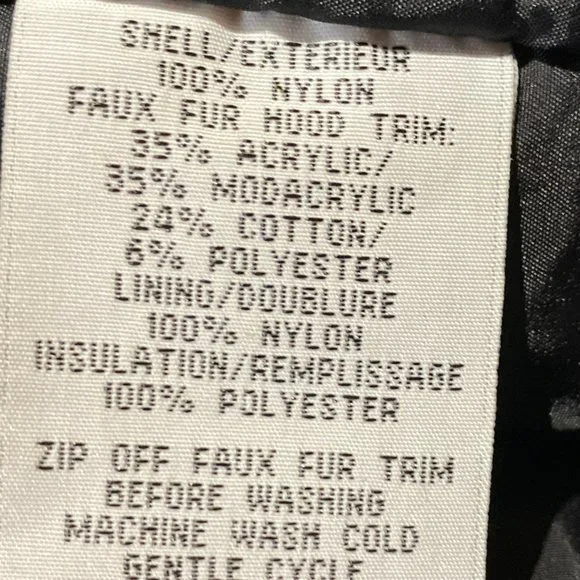 SHELL/EXTERIEUR
100% NYLON
FAUX FUR HOOD TRIM:
35% ACRYLIC/
35% MODACRYLIC
24% COTTON/
6% POLYESTER
LINING/DOUBLURE
100% NYLON
INSULATION/REMPLISSAGE
100% POLYESTER
ZIP OFF FAUX FUR TRIM
BEFORE WASHING
MACHINE WASH COLD
GENTLE CYCLE